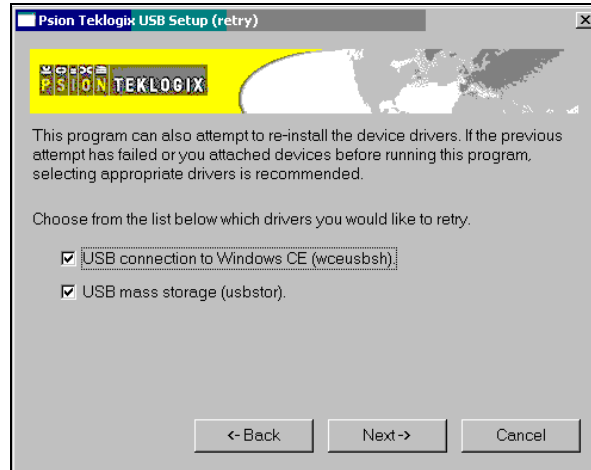 Psion Teklogix USB Setup (retry)
PSION TEKLOGIX
This program can also attempt to re-install the device drivers. If the previous
attempt has failed or you attached devices before running this program,
selecting appropriate drivers is recommended.
Choose from the list below which drivers you would like to retry.
USB connection to Windows CE (wceusbsh).
USB mass storage (usbstor).
<- Back
Next ->
Cancel